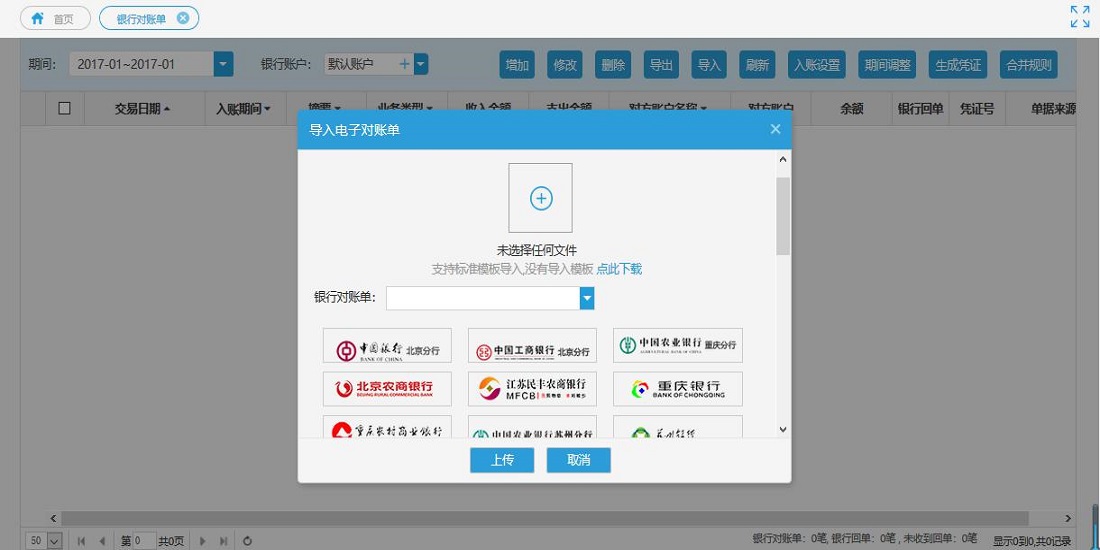 首页
银行对账单
期间: 2017-01~2017-01 银行账户: 默认账户 增加 修改 删除 导出 导入 刷新 入账设置 期间调整 生成凭证 合并规则
交易日期 入账期间 摘要 业务类型 收入金额 支出金额 对方账户名称 对方账户 余额 银行回单 凭证号 单据来源
导入电子对账单
未选择任何文件
支持标准模板导入,没有导入模板 点此下载
银行对账单:
中国银行 北京分行
BANK OF CHINA
中国工商银行 北京分行
中国农业银行 重庆分行
AGRICULTURAL BANK OF CHINA
北京农商银行
BEIJING RURAL COMMERCIAL BANK
江苏民丰农商银行
MFCB
重庆银行
BANK OF CHONGQING
重庆农村商业银行
中国农业银行苏州分行
苏州银行
上传 取消
50 第 0 共0页
银行对账单: 0笔, 银行回单: 0笔, 未收到回单: 0笔 显示0到0,共0记录